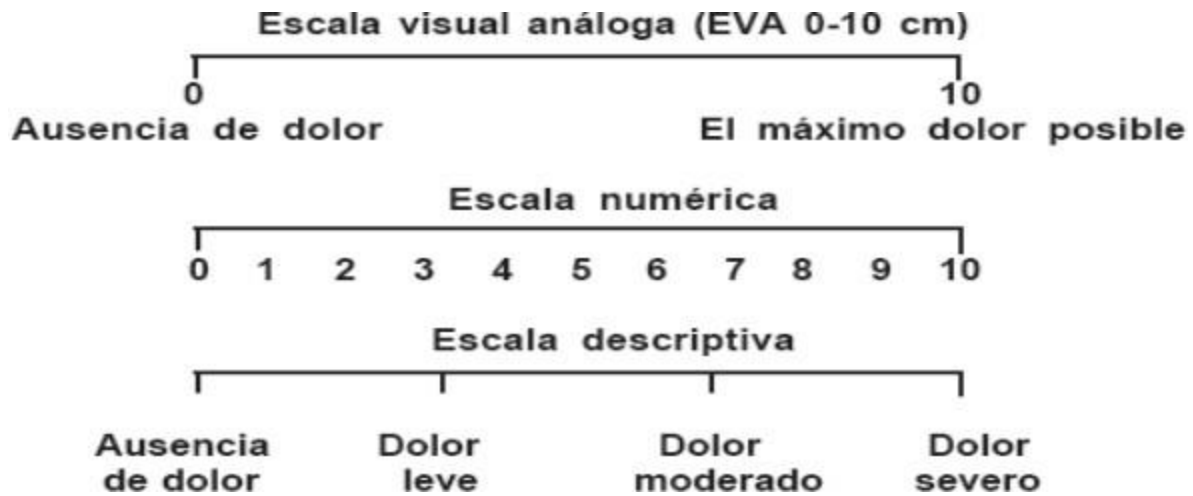 Escala visual análoga (EVA 0-10 cm)
0 10
Ausencia de dolor El máximo dolor posible
Escala numérica
0 1 2 3 4 5 6 7 8 9 10
Escala descriptiva
Ausencia Dolor Dolor Dolor
de dolor leve moderado severo